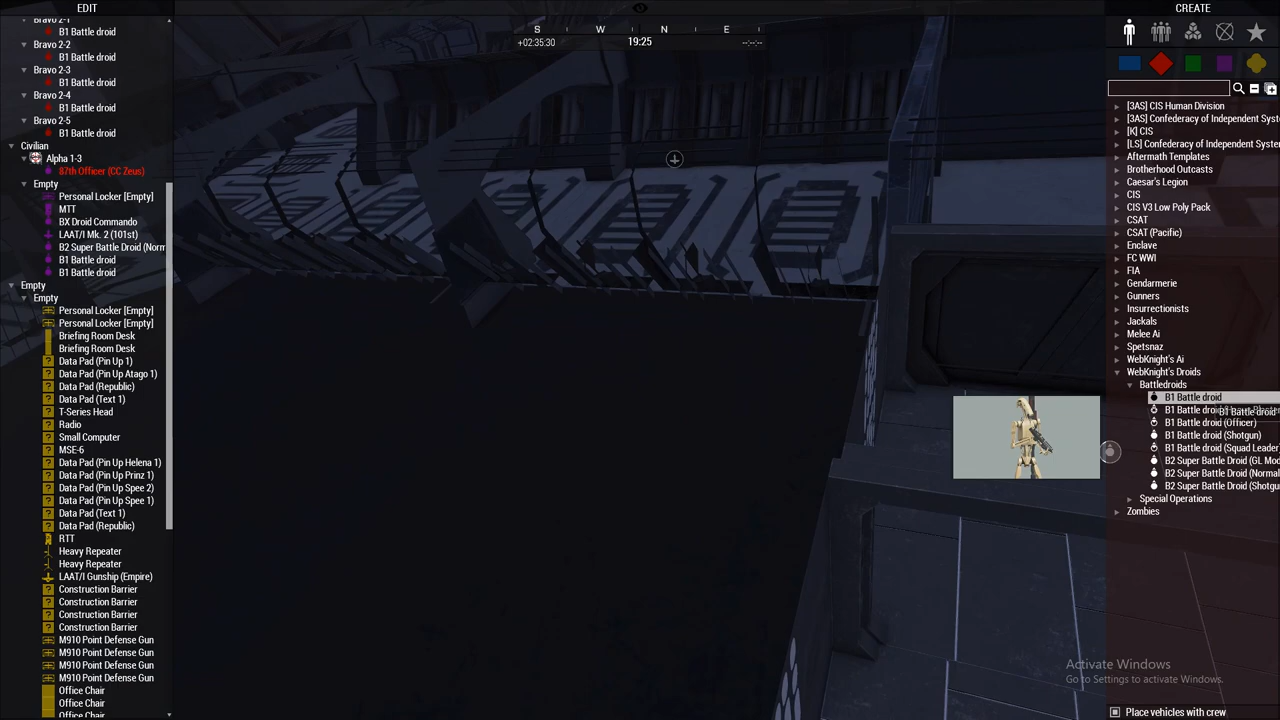 EDIT
Bravo 2-1
B1 Battle droid
Bravo 2-2
B1 Battle droid
Bravo 2-3
B1 Battle droid
Bravo 2-4
B1 Battle droid
Bravo 2-5
B1 Battle droid
Civilian
Alpha 1-3
87th Officer (CC Zeus)
Empty
Personal Locker [Empty]
MTT
BX Droid Commando
LAAT/I Mk. 2 (101st)
B2 Super Battle Droid (Norm
B1 Battle droid
B1 Battle droid
Empty
Empty
Personal Locker [Empty]
Personal Locker [Empty]
Briefing Room Desk
Briefing Room Desk
Data Pad (Pin Up 1)
Data Pad (Pin Up Atago 1)
Data Pad (Republic)
Data Pad (Text 1)
T-Series Head
Radio
Small Computer
MSE-6
Data Pad (Pin Up Helena 1)
Data Pad (Pin Up Prinz 1)
Data Pad (Pin Up Spee 2)
Data Pad (Pin Up Spee 1)
Data Pad (Text 1)
Data Pad (Republic)
RTT
Heavy Repeater
Heavy Repeater
LAAT/I Gunship (Empire)
Construction Barrier
Construction Barrier
Construction Barrier
Construction Barrier
M910 Point Defense Gun
M910 Point Defense Gun
M910 Point Defense Gun
M910 Point Defense Gun
Office Chair
Office Chair
Office Chair
S W N E
+02:35:30 19:25 --:--:--
CREATE
[3AS] CIS Human Division
[3AS] Confederacy of Independent Syste
[K] CIS
[LS] Confederacy of Independent System
Aftermath Templates
Brotherhood Outcasts
Caesar's Legion
CIS
CIS V3 Low Poly Pack
CSAT
CSAT (Pacific)
Enclave
FC WWI
FIA
Gendarmerie
Gunners
Insurrectionists
Jackals
Melee Ai
Spetsnaz
WebKnight's Ai
WebKnight's Droids
Battledroids
B1 Battle droid
B1 Battle droid
B1 Battle droid
B1 Battle droid (Officer)
B1 Battle droid (Shotgun)
B1 Battle droid (Squad Leader)
B2 Super Battle Droid (GL Mod
B2 Super Battle Droid (Normal
B2 Super Battle Droid (Shotgu
Special Operations
Zombies
Activate Windows
Go to Settings to activate Windows.
Place vehicles with crew